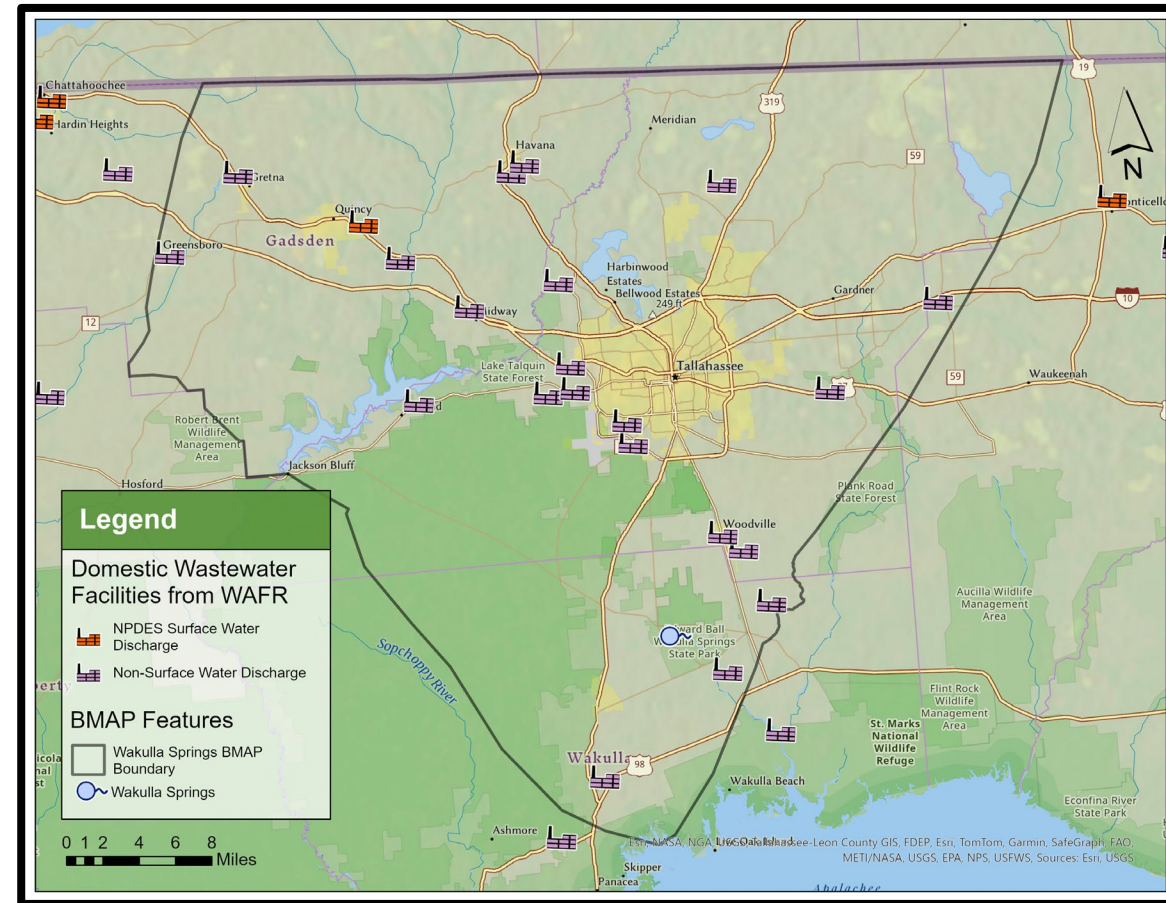 Chattahoochee
Hardin Heights
Gretna
Quincy
Gadsden
Greensboro
Havana
Meridian
319
19
59
N
Harbinwood
Estates
Bellwood Estates
249 ft
Gardner
10
12
Lake Talquin
State Forest
Tallahassee
59
Waukeenah
Robert Brent
Wildlife
Management
Area
Jackson Bluff
Hosford
Plank Road
State Forest
Woodville
Aucilla Wildlife
Management
Area
Springs
State Park
Sopchoppy River
Flint Rock
Wildlife
Management
Area
St. Marks
National
Wildlife
Refuge
Wakulla
98
Wakulla Beach
Econfina River
State Park
Ashmore
Skipper
Panacea
Apalachee
Legend
Domestic Wastewater
Facilities from WAFR
NPDES Surface Water
Discharge
Non-Surface Water Discharge
BMAP Features
Wakulla Springs BMAP
Boundary
Wakulla Springs
0 1 2 4 6 8
Miles
Esri, NASA, NGA, USGS, Tallahassee-Leon County GIS, FDEP, Esri, TomTom, Garmin, SafeGraph, FAO,
METI/NASA, USGS, EPA, NPS, USFWS, Sources: Esri, USGS